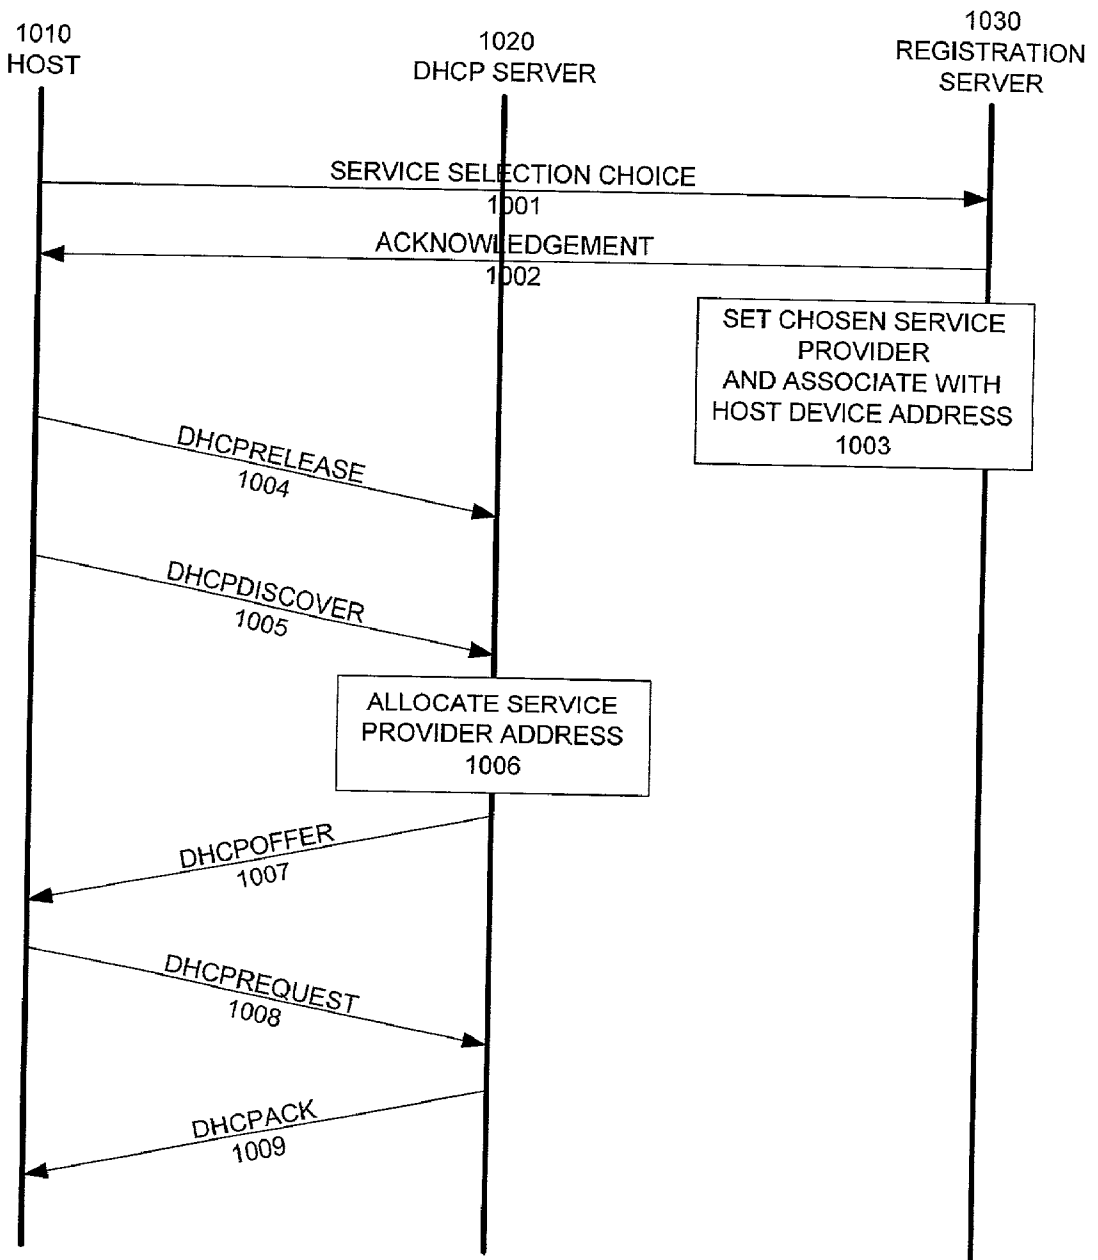 1010
HOST
1020
DHCP SERVER
1030
REGISTRATION
SERVER
SERVICE SELECTION CHOICE
1001
ACKNOWLEDGEMENT
1002
SET CHOSEN SERVICE
PROVIDER
AND ASSOCIATE WITH
HOST DEVICE ADDRESS
1003
DHCPRELEASE
1004
DHCPDISCOVER
1005
ALLOCATE SERVICE
PROVIDER ADDRESS
1006
DHCPOFFER
1007
DHCPREQUEST
1008
DHCPACK
1009